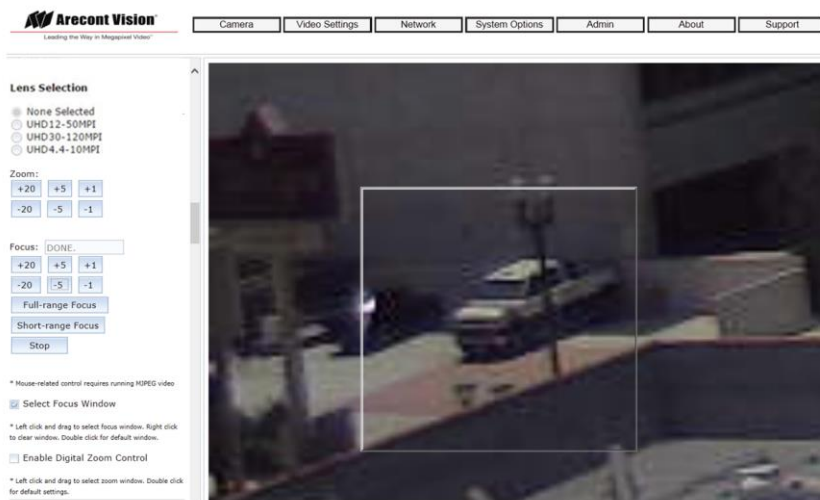 Arecont Vision®
Leading the Way in Megapixel Video™
Camera
Video Settings
Network
System Options
Admin
About
Support
Lens Selection
None Selected
UHD12-50MPI
UHD30-120MPI
UHD4.4-10MPI
Zoom:
+20 +5 +1
-20 -5 -1
Focus: DONE.
+20 +5 +1
-20 -5 -1
Full-range Focus
Short-range Focus
Stop
* Mouse-related control requires running MJPEG video
Select Focus Window
* Left click and drag to select focus window. Right click
to clear window. Double click for default window.
Enable Digital Zoom Control
* Left click and drag to select zoom window. Double click
for default settings.